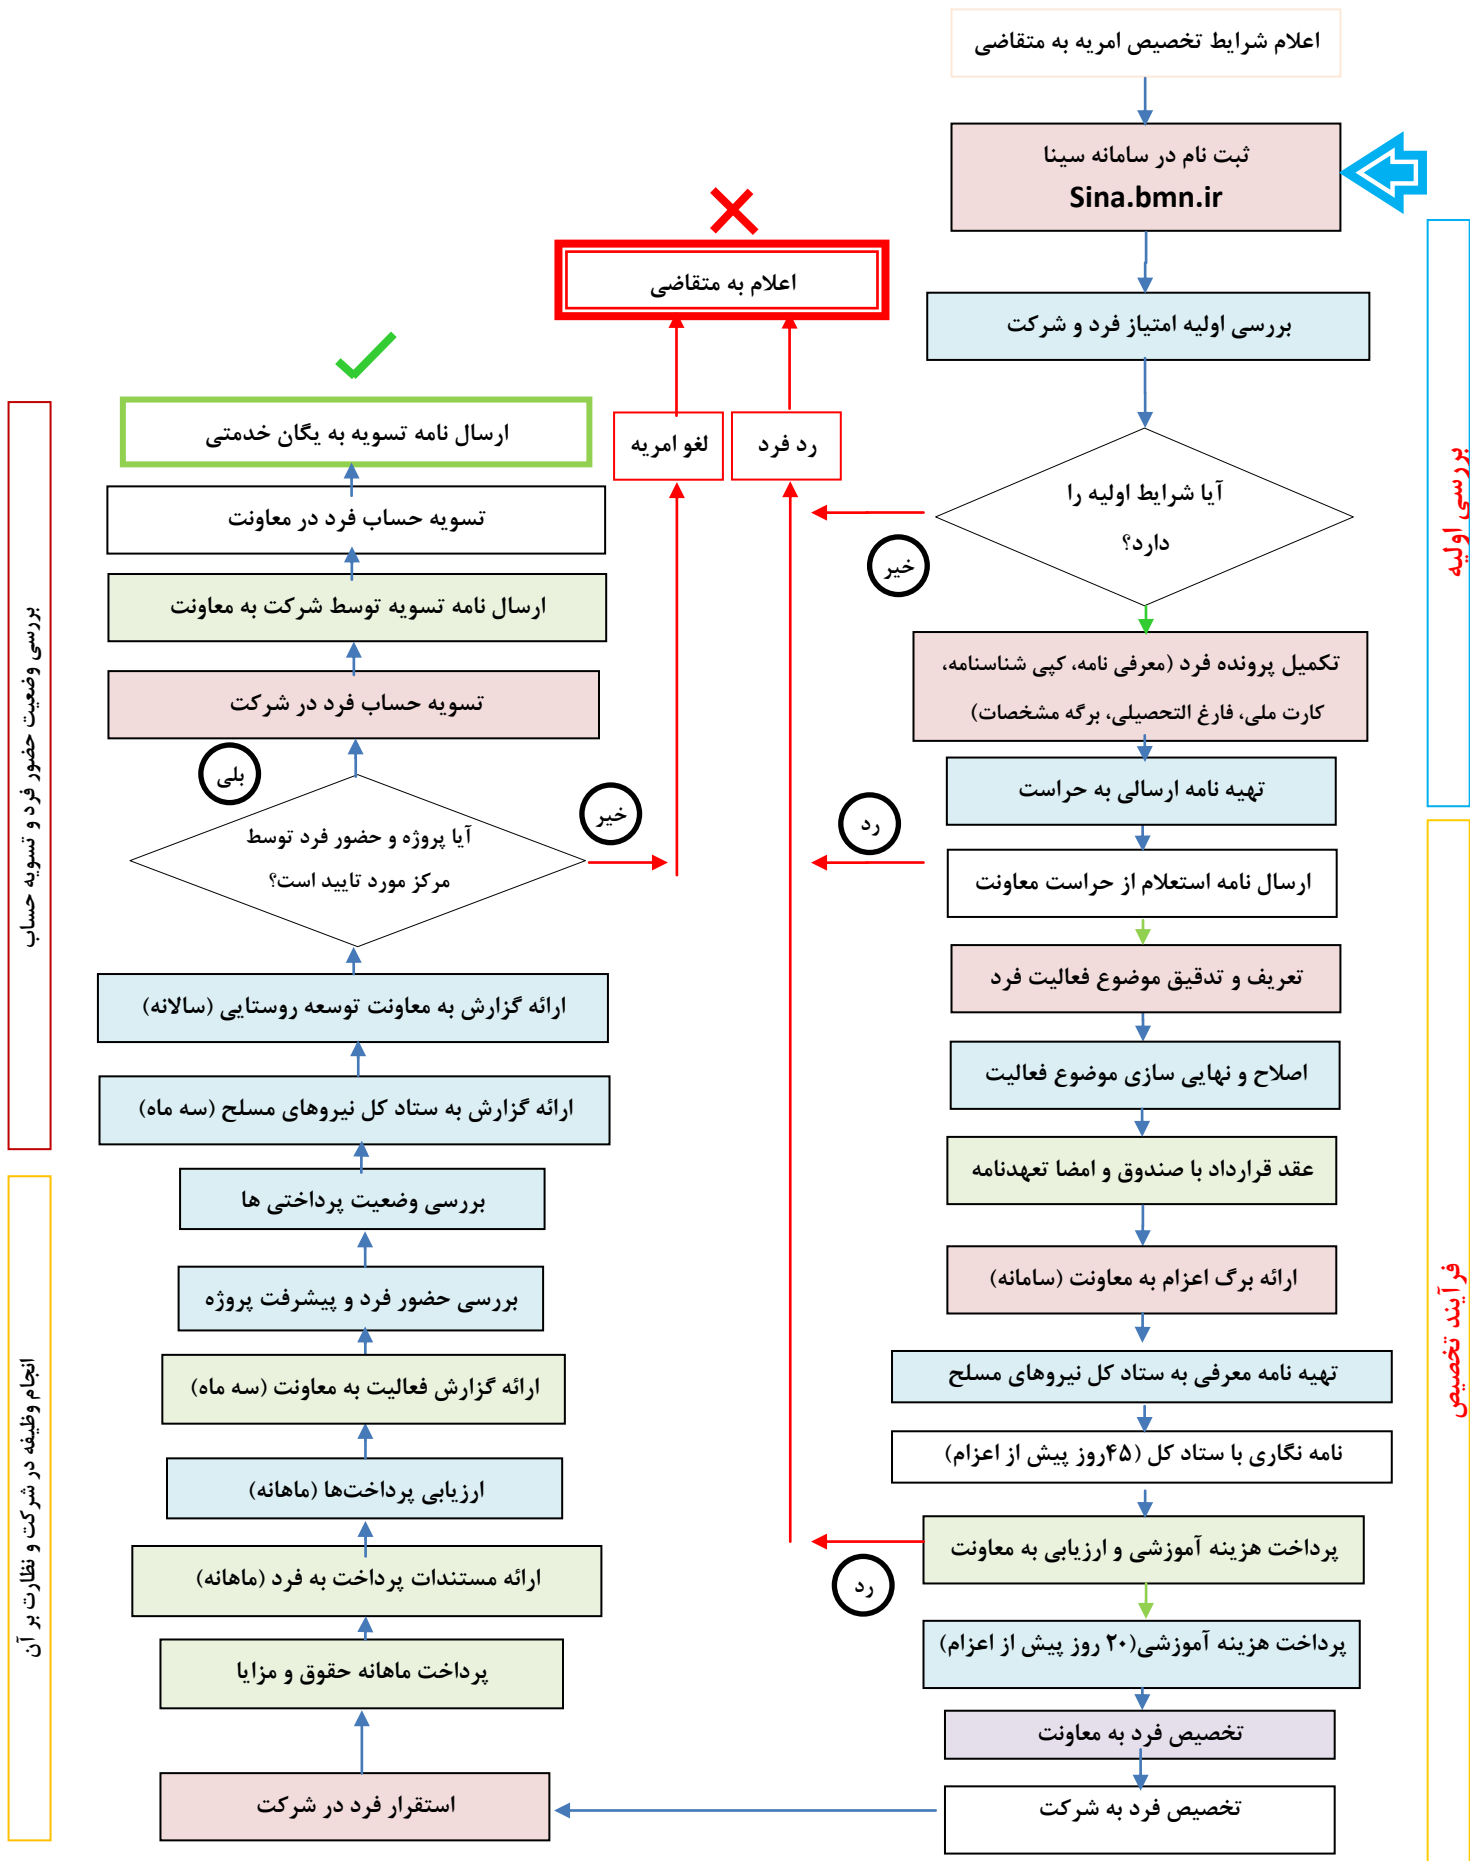 اعلام شرایط تخصیص امریه به متقاضی
ثبت نام در سامانه سینا
Sina.bmn.ir
بررسی اولیه امتیاز فرد و شرکت
آیا شرایط اولیه را
دارد؟
خیر
تکمیل پرونده فرد (معرفی نامه، کپی شناسنامه،
کارت ملی، فارغ التحصیلی، برگه مشخصات)
تهیه نامه ارسالی به حراست
رد
ارسال نامه استعلام از حراست معاونت
تعریف و تدقیق موضوع فعالیت فرد
اصلاح و نهایی سازی موضوع فعالیت
عقد قرارداد با صندوق و امضا تعهدنامه
ارائه برگ اعزام به معاونت (سامانه)
تهیه نامه معرفی به ستاد کل نیروهای مسلح
نامه نگاری با ستاد کل (۴۵روز پیش از اعزام)
پرداخت هزینه آموزشی و ارزیابی به معاونت
رد
پرداخت هزینه آموزشی(۲۰ روز پیش از اعزام)
تخصیص فرد به معاونت
تخصیص فرد به شرکت
بررسی اولیه
فرآیند تخصیص
اعلام به متقاضی
رد فرد
لغو امریه
ارسال نامه تسویه به یگان خدمتی
تسویه حساب فرد در معاونت
ارسال نامه تسویه توسط شرکت به معاونت
تسویه حساب فرد در شرکت
بلی
خیر
آیا پروژه و حضور فرد توسط
مرکز مورد تایید است؟
ارائه گزارش به معاونت توسعه روستایی (سالانه)
ارائه گزارش به ستاد کل نیروهای مسلح (سه ماه)
بررسی وضعیت پرداختی ها
بررسی حضور فرد و پیشرفت پروژه
ارائه گزارش فعالیت به معاونت (سه ماه)
ارزیابی پرداخت‌ها (ماهانه)
ارائه مستندات پرداخت به فرد (ماهانه)
پرداخت ماهانه حقوق و مزایا
استقرار فرد در شرکت
بررسی وضعیت حضور فرد و تسویه حساب
انجام وظیفه در شرکت و نظارت بر آن